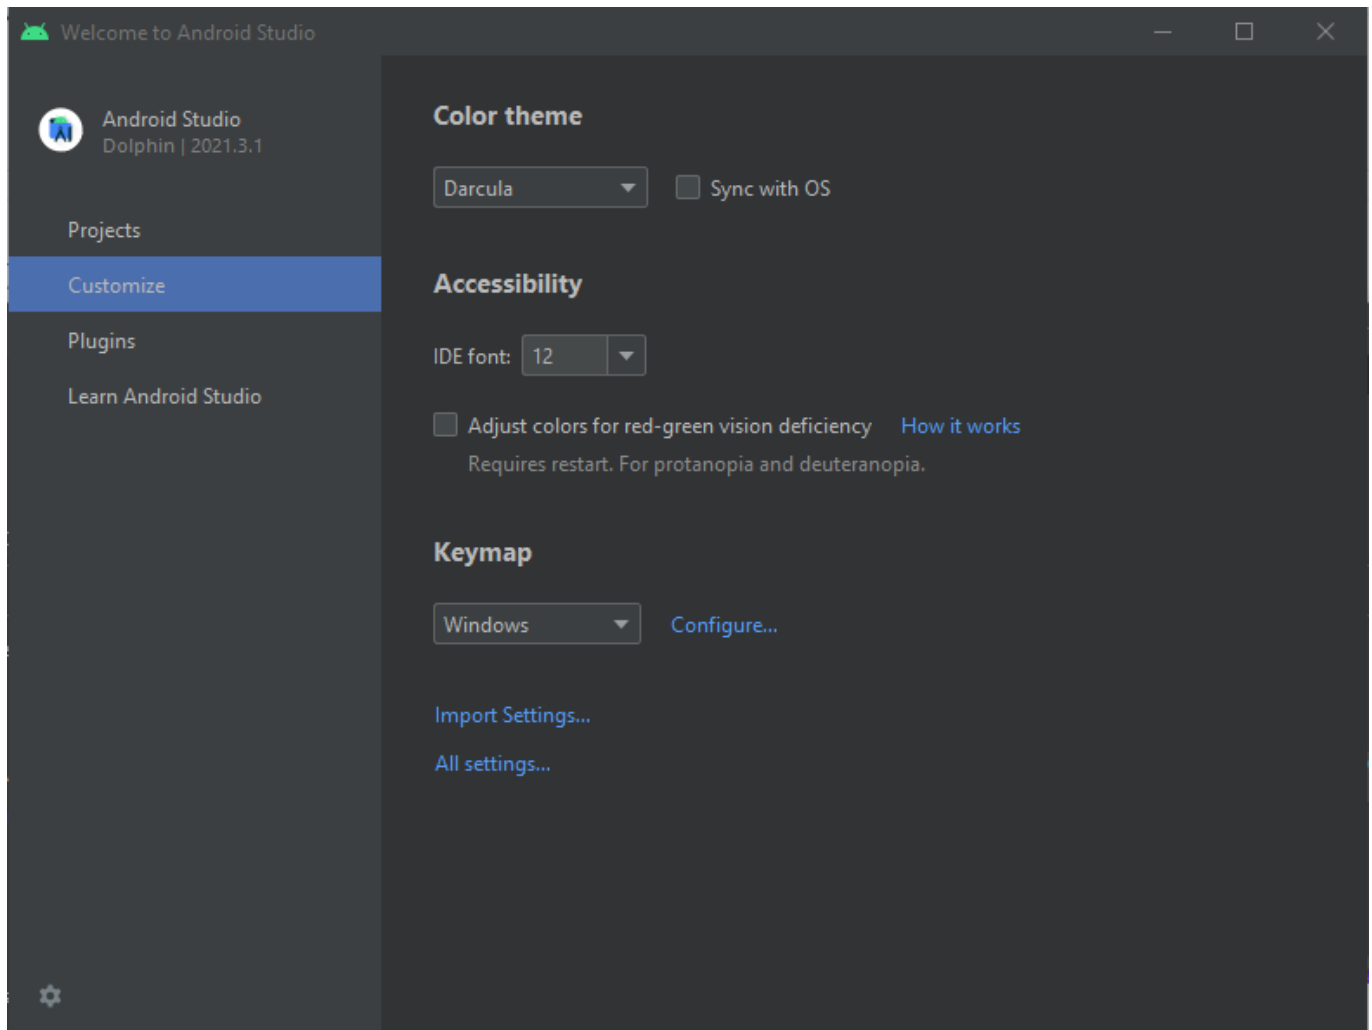 Welcome to Android Studio
Android Studio
Dolphin | 2021.3.1
Projects
Customize
Plugins
Learn Android Studio
Color theme
Darcula
Sync with OS
Accessibility
IDE font: 12
Adjust colors for red-green vision deficiency How it works
Requires restart. For protanopia and deuteranopia.
Keymap
Windows
Configure...
Import Settings...
All settings...